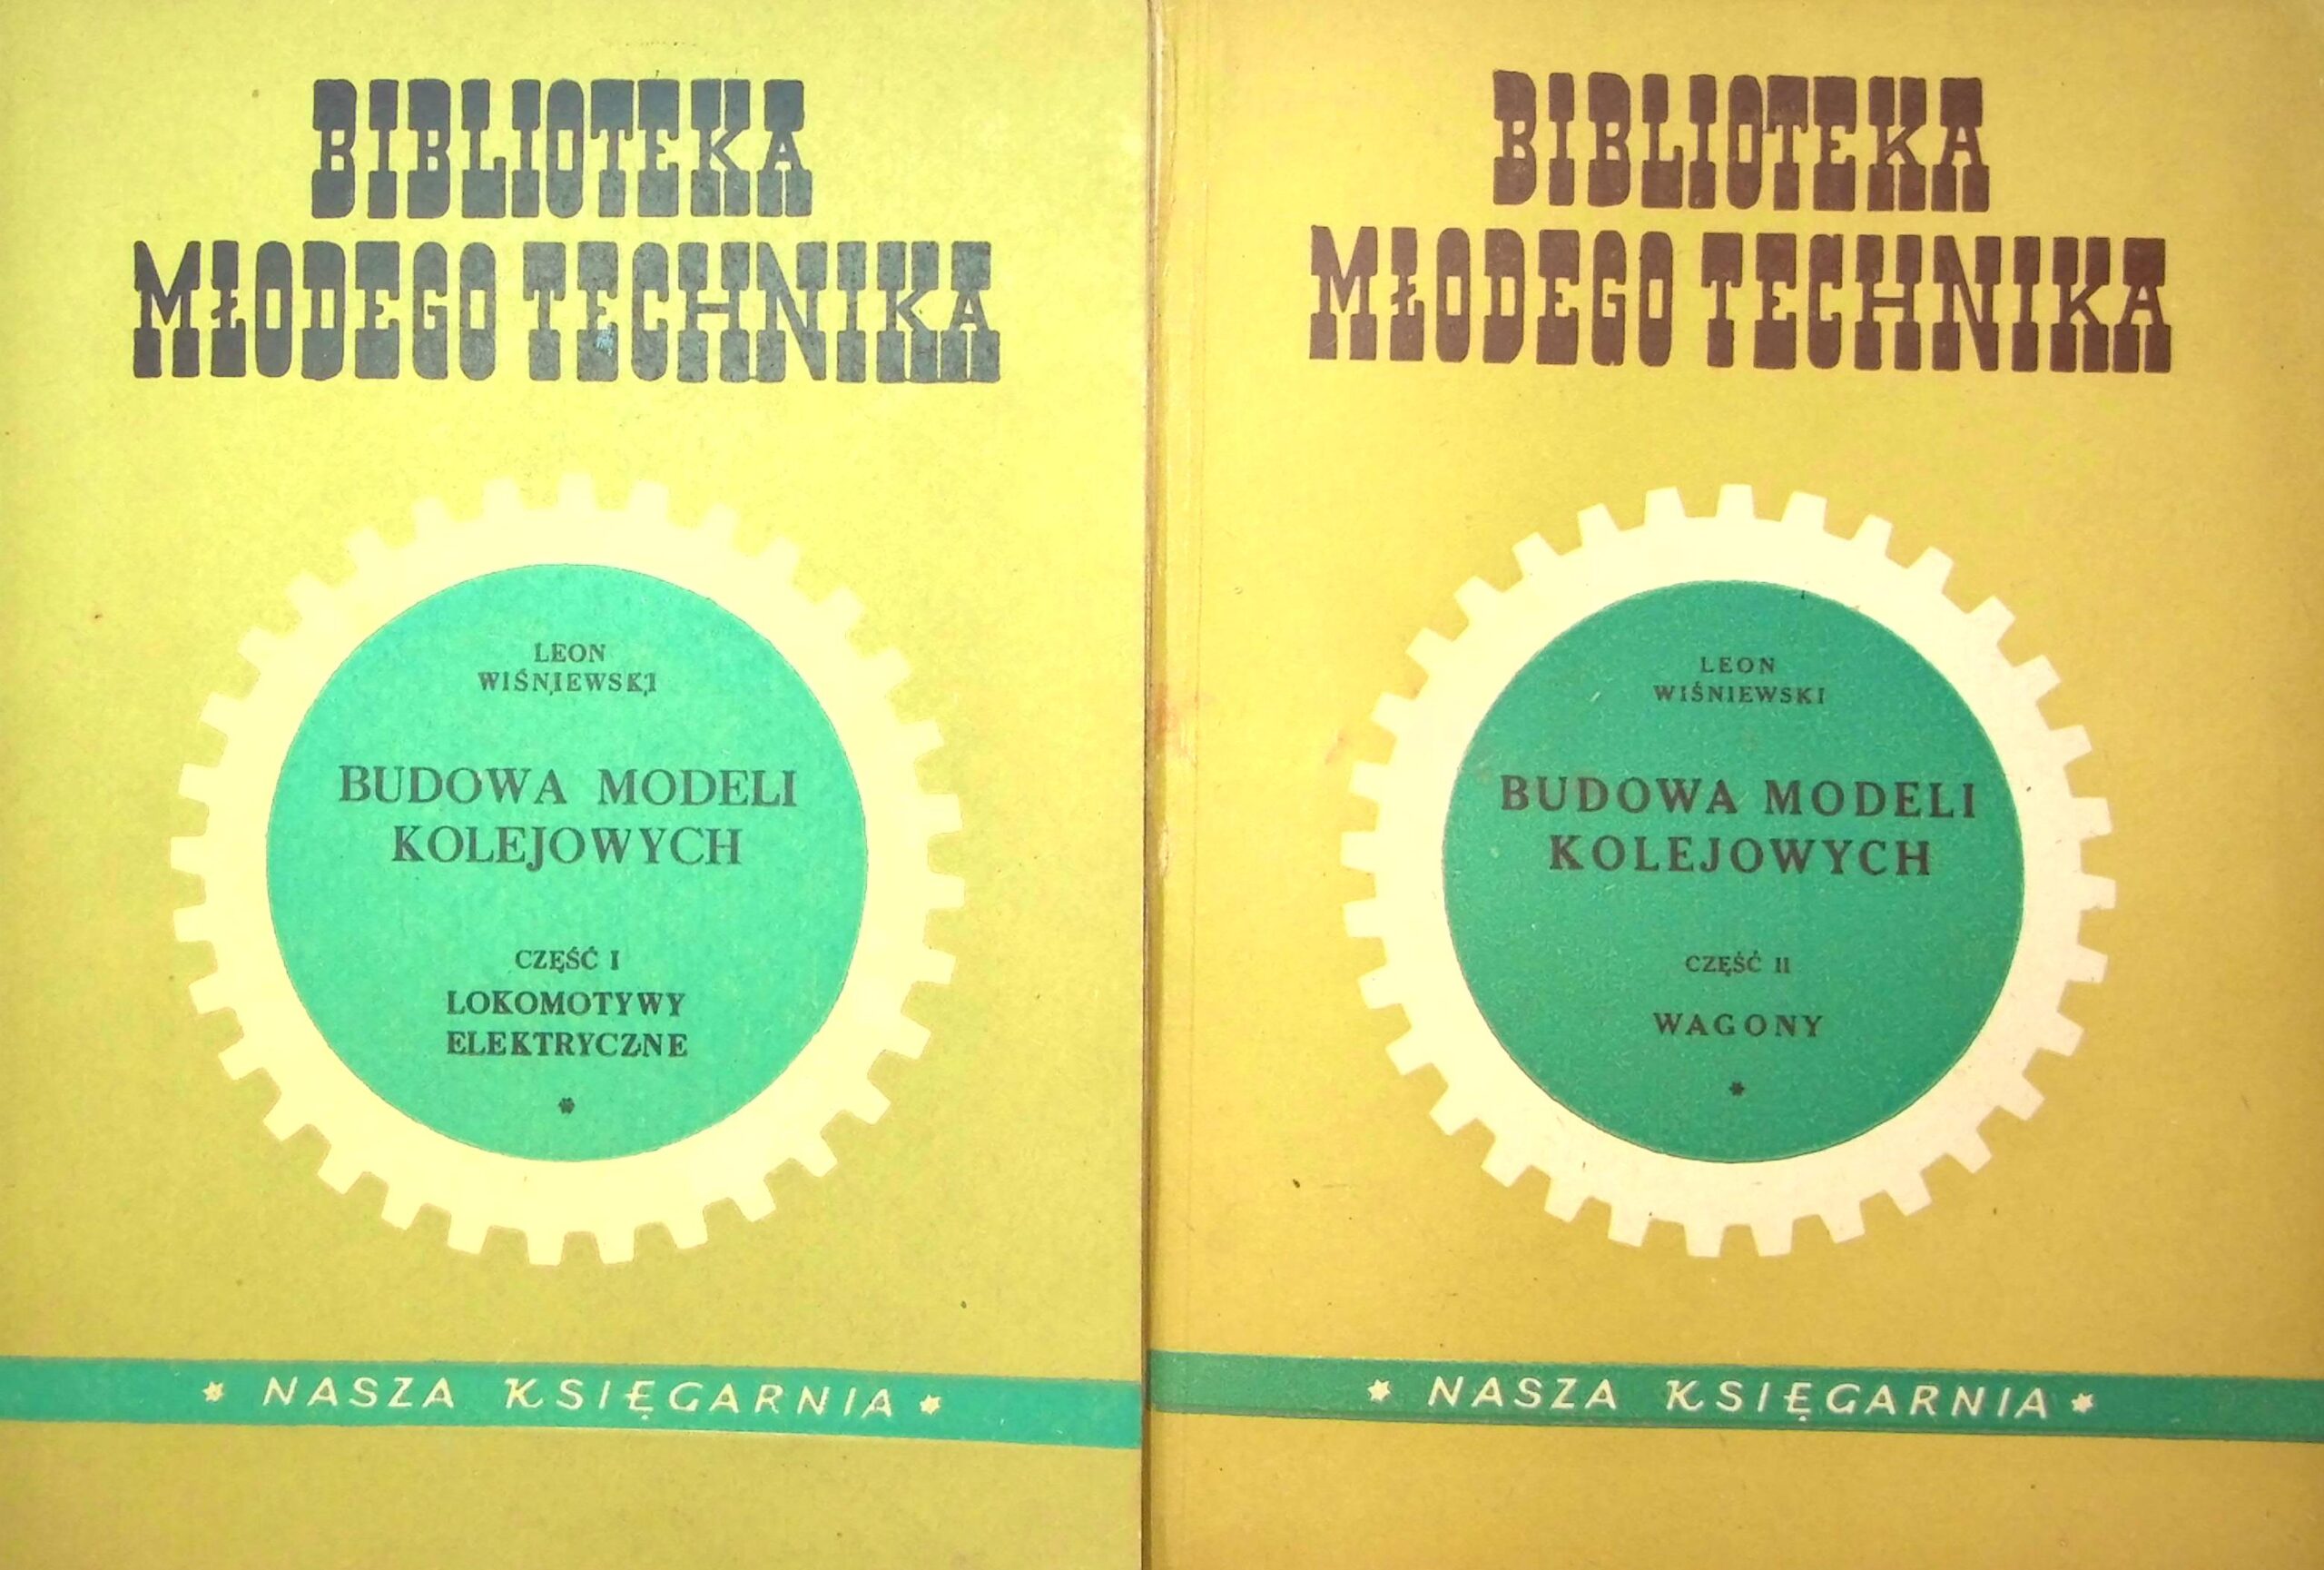 BIBLIOTEKA
MŁODEGO TECHNIKA
LEON
WIŚNIEWSKI
BUDOWA MODELI
KOLEJOWYCH
CZĘŚĆ I
LOKOMOTYWY
ELEKTRYCZNE
*
* NASZA KSIĘGARNIA *
BIBLIOTEKA
MŁODEGO TECHNIKA
LEON
WIŚNIEWSKI
BUDOWA MODELI
KOLEJOWYCH
CZĘŚĆ II
WAGONY
*
* NASZA KSIĘGARNIA *